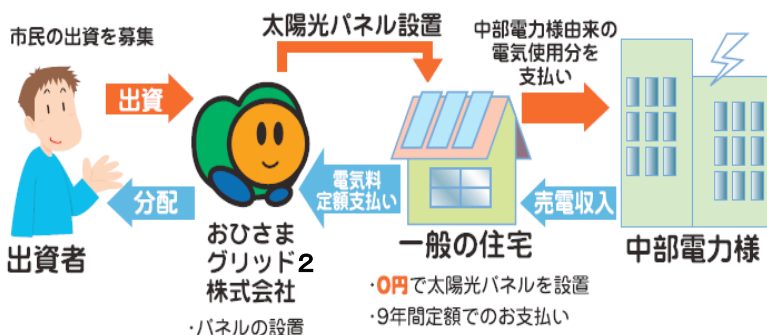 市民の出資を募集
太陽光パネル設置
中部電力様由来の
電気使用分を
支払い
出資
分配
電気料
定額支払い
売電収入
出資者
おひさま
グリッド2
株式会社
・パネルの設置
一般の住宅
・0円で太陽光パネルを設置
・9年間定額でのお支払い
中部電力様